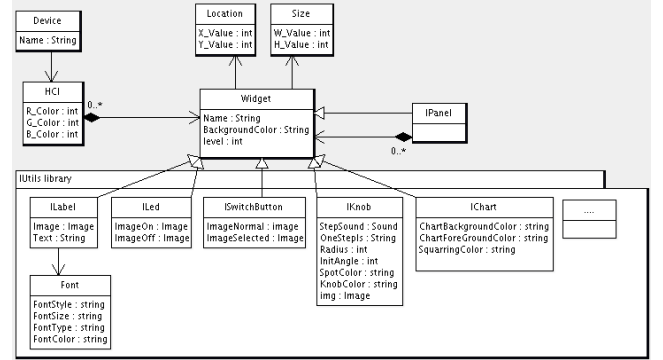 Device
Name : String
Location
X_Value : int
Y_Value : int
Size
W_Value : int
H_Value : int
HCI
R_Color : int
G_Color : int
B_Color : int
0..*
Widget
Name : String
BackgroundColor : String
level : int
IPanel
0..*
IUtils library
ILabel
Image : Image
Text : String
ILed
ImageOn : Image
ImageOff : Image
ISwitchButton
ImageNormal : image
ImageSelected : Image
IKnob
StepSound : Sound
OneStepIs : String
Radius : int
InitAngle : int
SpotColor : string
KnobColor : string
img : Image
IChart
ChartBackgroundColor : string
ChartForeGroundColor : string
SquarringColor : string
....
Font
FontStyle : string
FontSize : string
FontType : string
FontColor : string